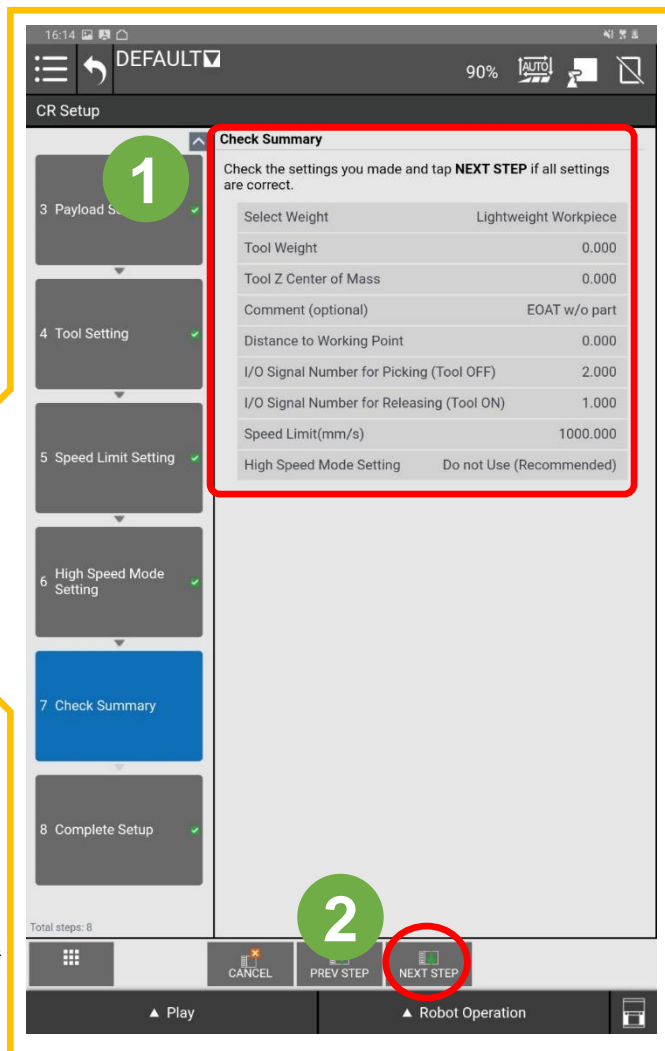 16:14
DEFAULT
90%
AUTO
CR Setup
1
3 Payload S
4 Tool Setting
5 Speed Limit Setting
6 High Speed Mode
Setting
7 Check Summary
8 Complete Setup
Total steps: 8
Check Summary
Check the settings you made and tap NEXT STEP if all settings
are correct.
Select Weight Lightweight Workpiece
Tool Weight 0.000
Tool Z Center of Mass 0.000
Comment (optional) EOAT w/o part
Distance to Working Point 0.000
I/O Signal Number for Picking (Tool OFF) 2.000
I/O Signal Number for Releasing (Tool ON) 1.000
Speed Limit(mm/s) 1000.000
High Speed Mode Setting Do not Use (Recommended)
2
CANCEL PREV STEP NEXT STEP
Play Robot Operation